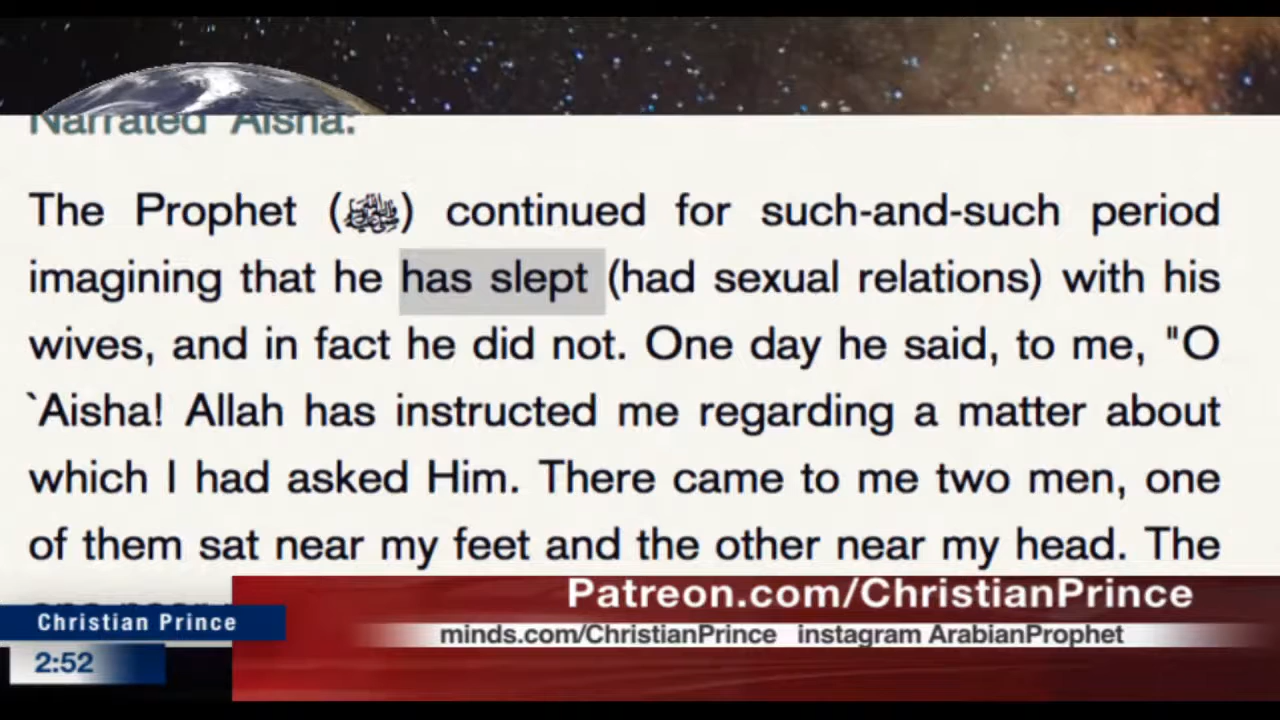 Narrated Aisha:
The Prophet (ﷺ) continued for such-and-such period
imagining that he has slept (had sexual relations) with his
wives, and in fact he did not. One day he said, to me, "O
`Aisha! Allah has instructed me regarding a matter about
which I had asked Him. There came to me two men, one
of them sat near my feet and the other near my head. The
Patreon.com/ChristianPrince
Christian Prince
minds.com/ChristianPrince instagram ArabianProphet
2:52